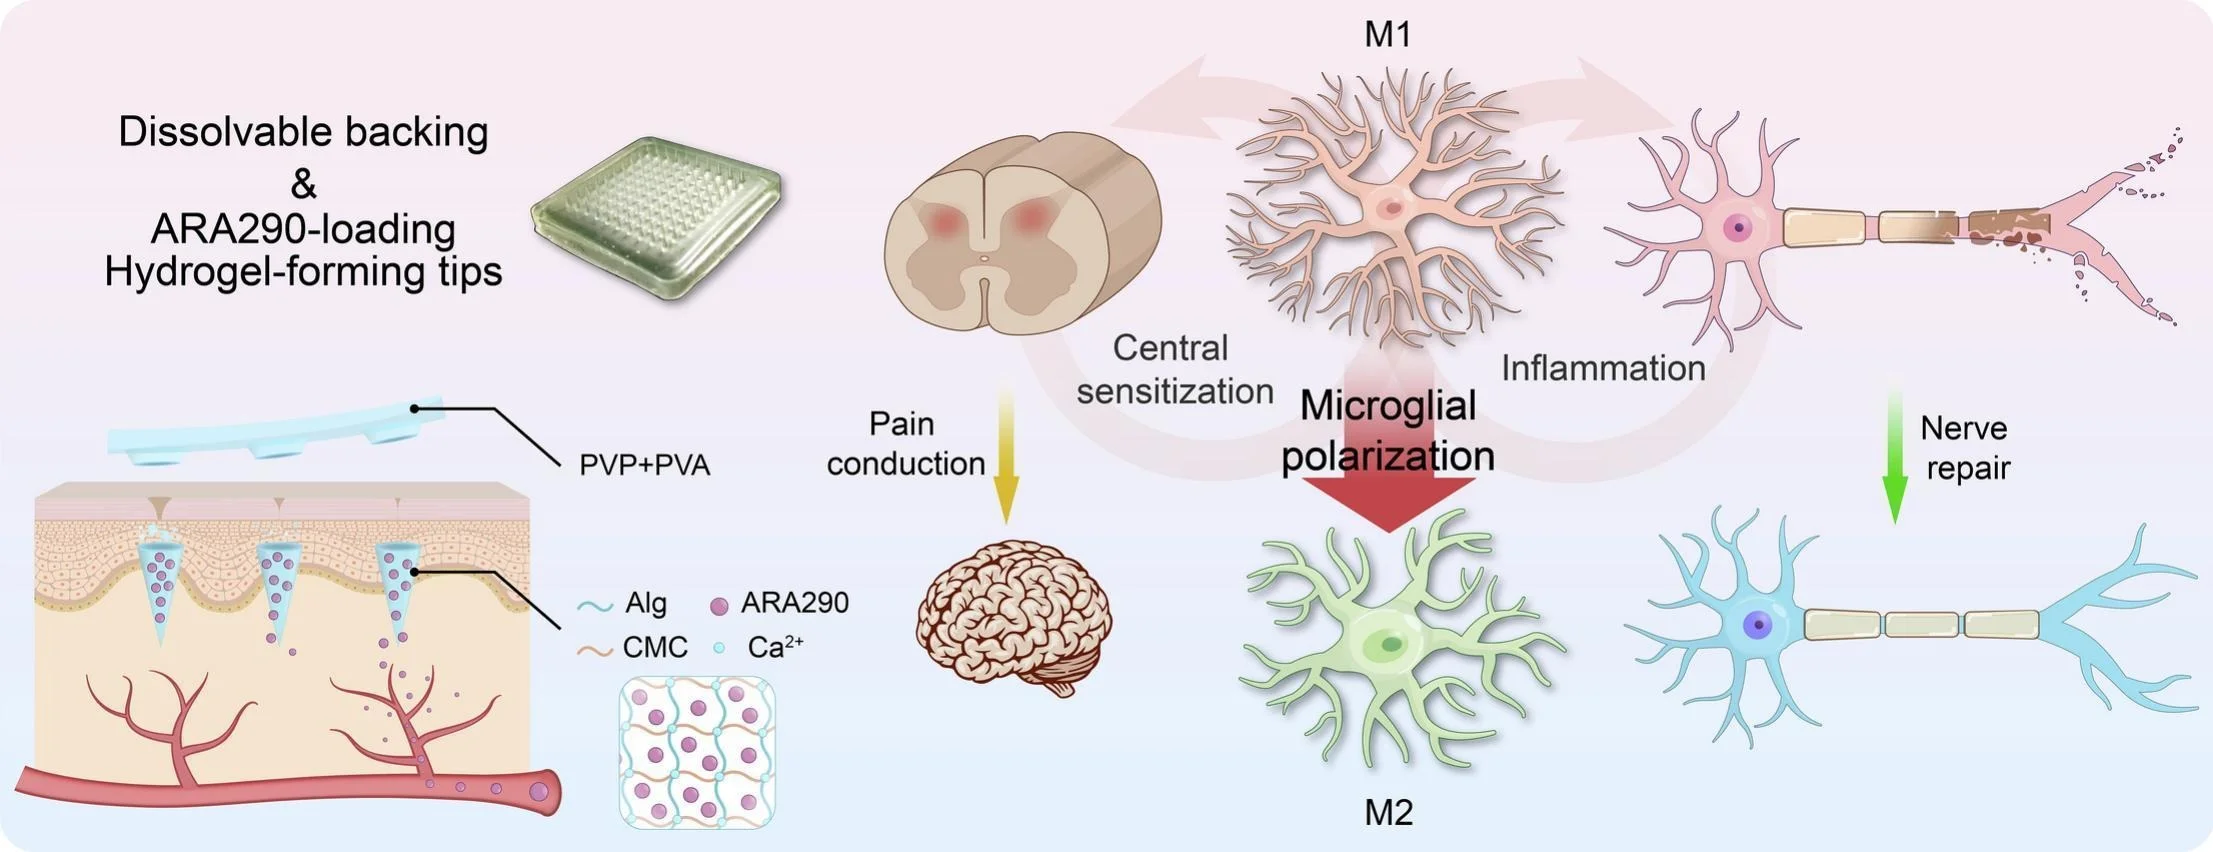 Dissolvable backing
&
ARA290-loading
Hydrogel-forming tips
PVP+PVA
Alg
ARA290
CMC
Ca²⁺
M1
Central
sensitization
Inflammation
Microglial
polarization
Pain
conduction
Nerve
repair
M2